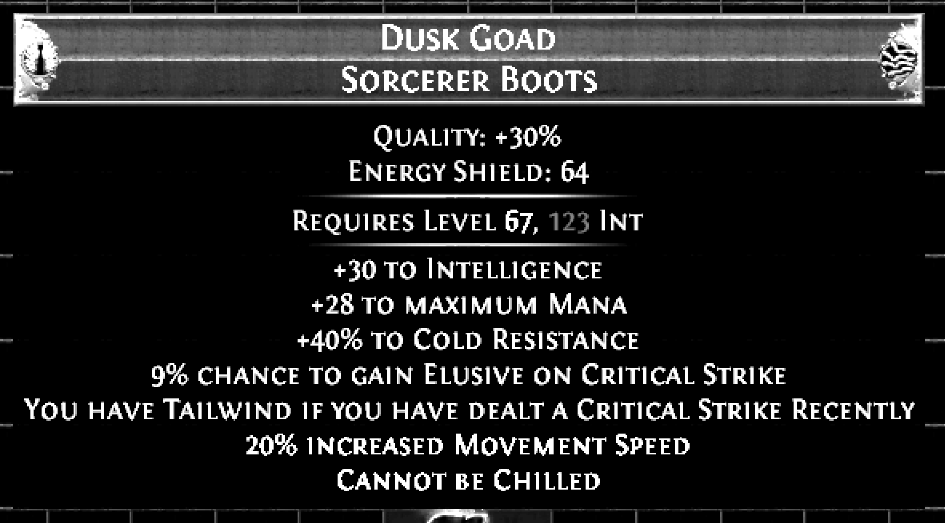 Dusk Goad
Sorcerer Boots
Quality: +30%
Energy Shield: 64
Requires Level 67, 123 Int
+30 to Intelligence
+28 to maximum Mana
+40% to Cold Resistance
9% chance to gain Elusive on Critical Strike
You have Tailwind if you have dealt a Critical Strike Recently
20% increased Movement Speed
Cannot be Chilled